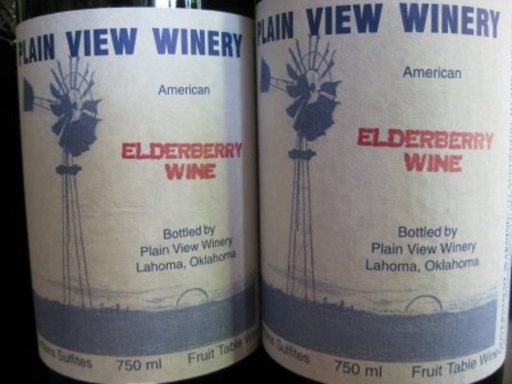 PLAIN VIEW WINERY
American
ELDERBERRY
WINE
Bottled by
Plain View Winery
Lahoma, Oklahoma
Sulfites 750 ml Fruit Table Wine
PLAIN VIEW WINERY
American
ELDERBERRY
WINE
Bottled by
Plain View Winery
Lahoma, Oklahoma
Sulfites 750 ml Fruit Table Wine